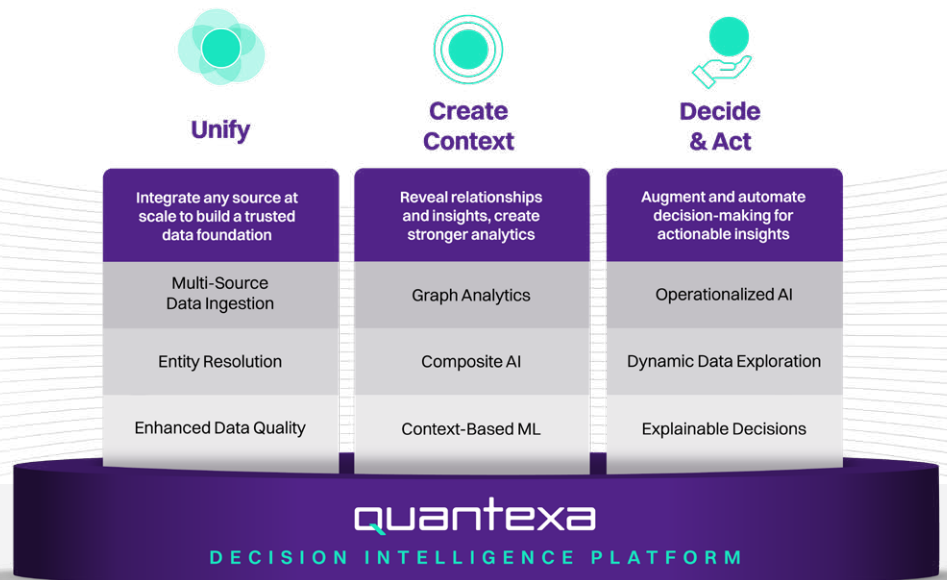 Unify
Integrate any source at
scale to build a trusted
data foundation
Multi-Source
Data Ingestion
Entity Resolution
Enhanced Data Quality
Create
Context
Reveal relationships
and insights, create
stronger analytics
Graph Analytics
Composite AI
Context-Based ML
Decide
& Act
Augment and automate
decision-making for
actionable insights
Operationalized AI
Dynamic Data Exploration
Explainable Decisions
quantexa
DECISION INTELLIGENCE PLATFORM